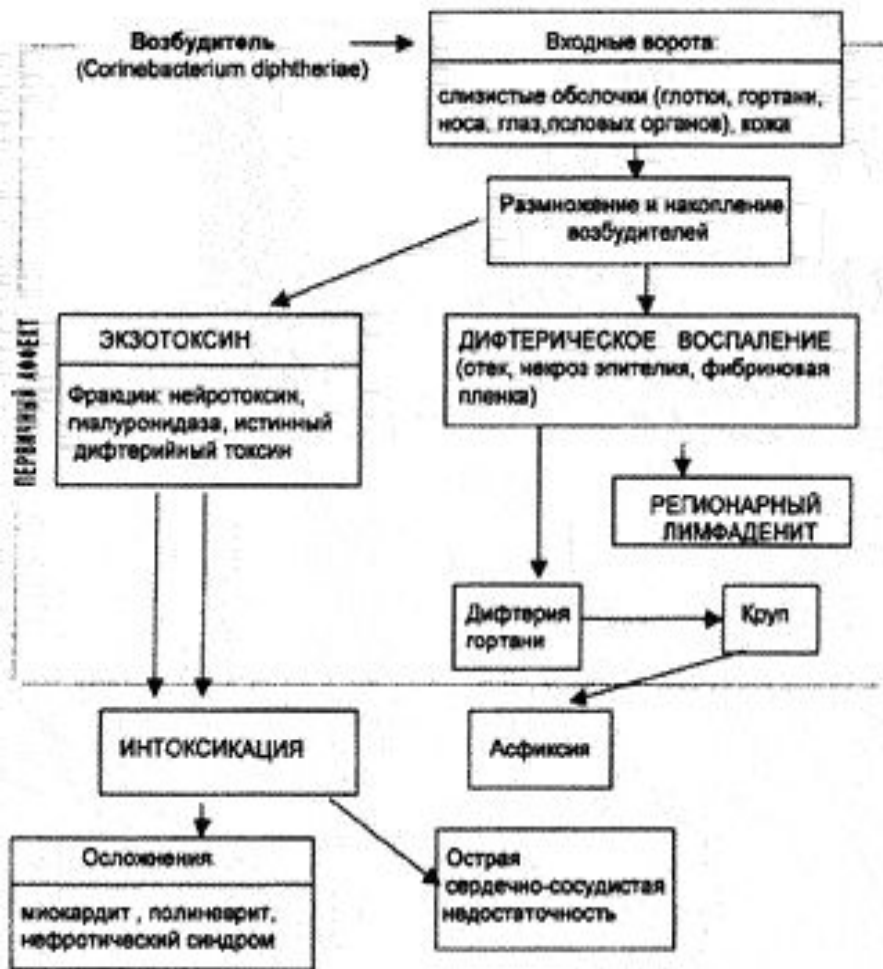 Возбудитель
(Corinebacterium diphtheriae)
Входные ворота:
слизистые оболочки (глотки, гортани,
носа, глаз,половых органов), кожа
Размножение и накопление
возбудителей
ПЕРВИЧНЫЙ АФФЕКТ
ЭКЗОТОКСИН
Фракции: нейротоксин,
гиалуронидаза, истинный
дифтерийный токсин
ДИФТЕРИЧЕСКОЕ ВОСПАЛЕНИЕ
(отек, некроз эпителия, фибриновая
пленка)
РЕГИОНАРНЫЙ
ЛИМФАДЕНИТ
Дифтерия
гортани
Круп
ИНТОКСИКАЦИЯ
Асфиксия
Осложнения
миокардит , полиневрит,
нефротический синдром
Острая
сердечно-сосудистая
недостаточность